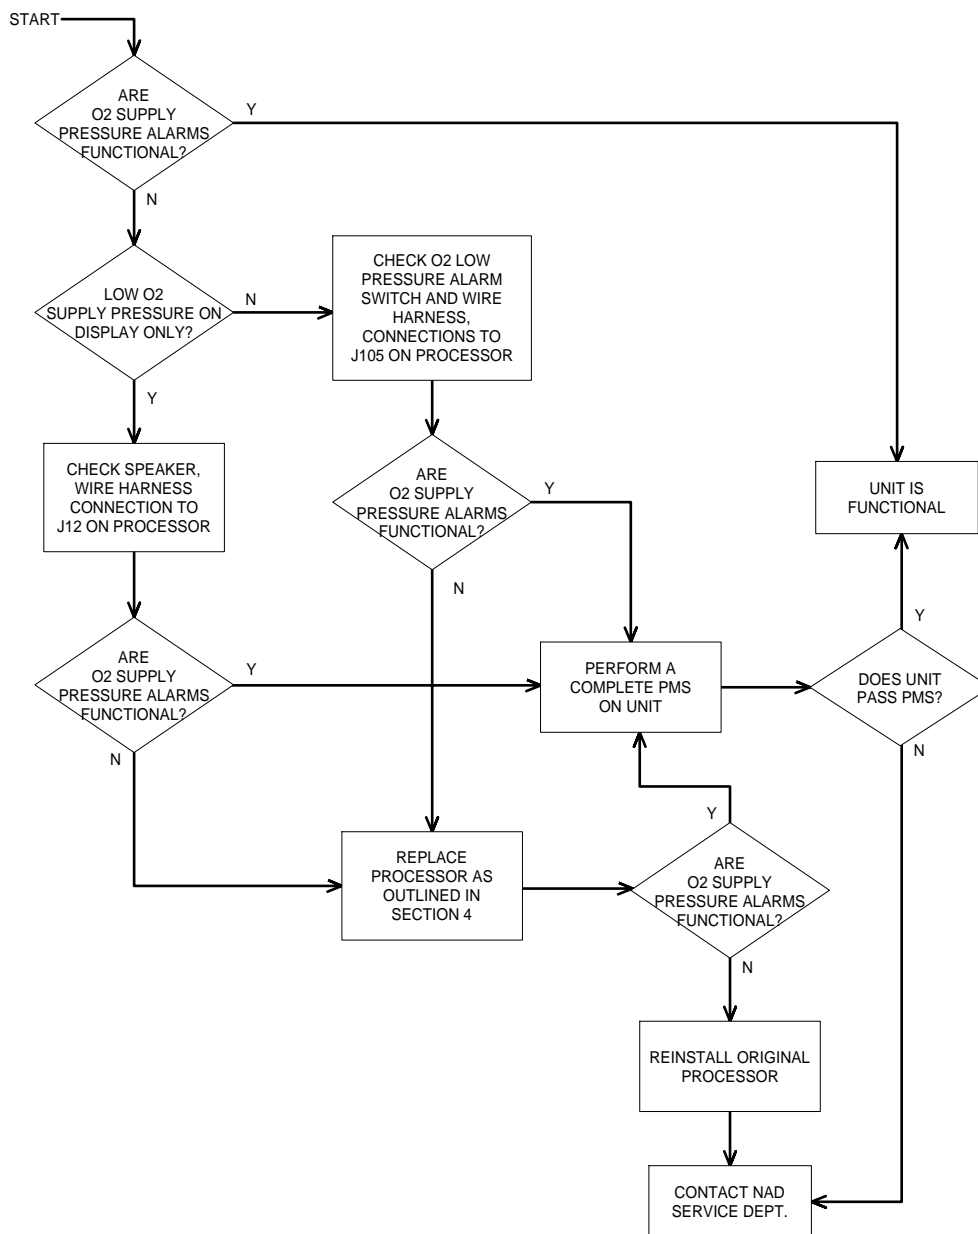 START
ARE
O2 SUPPLY
PRESSURE ALARMS
FUNCTIONAL?
Y
N
LOW O2
SUPPLY PRESSURE ON
DISPLAY ONLY?
N
Y
CHECK O2 LOW
PRESSURE ALARM
SWITCH AND WIRE
HARNESS,
CONNECTIONS TO
J105 ON PROCESSOR
CHECK SPEAKER,
WIRE HARNESS
CONNECTION TO
J12 ON PROCESSOR
ARE
O2 SUPPLY
PRESSURE ALARMS
FUNCTIONAL?
Y
N
UNIT IS
FUNCTIONAL
ARE
O2 SUPPLY
PRESSURE ALARMS
FUNCTIONAL?
Y
N
PERFORM A
COMPLETE PMS
ON UNIT
DOES UNIT
PASS PMS?
Y
N
REPLACE
PROCESSOR AS
OUTLINED IN
SECTION 4
ARE
O2 SUPPLY
PRESSURE ALARMS
FUNCTIONAL?
Y
N
REINSTALL ORIGINAL
PROCESSOR
CONTACT NAD
SERVICE DEPT.